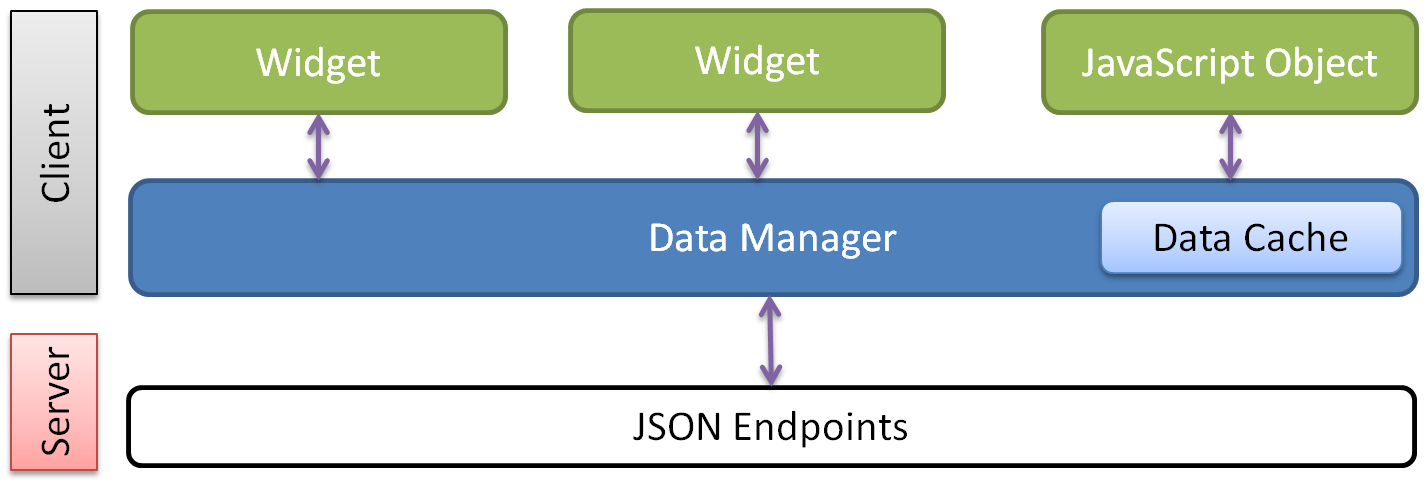 Client
Widget
Widget
JavaScript Object
Data Manager
Data Cache
Server
JSON Endpoints